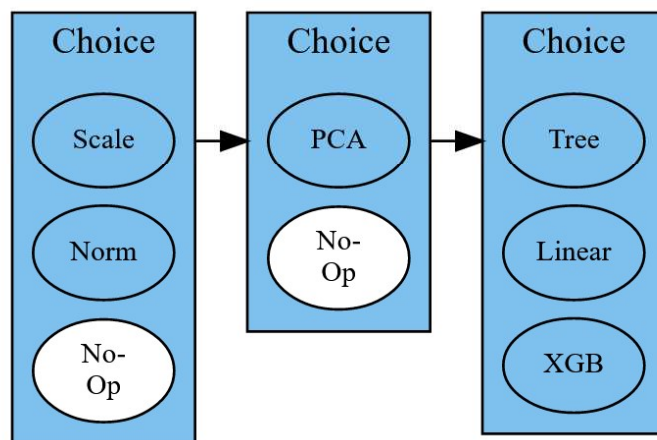 Choice
Scale
Norm
No-
Op
Choice
PCA
No-
Op
Choice
Tree
Linear
XGB